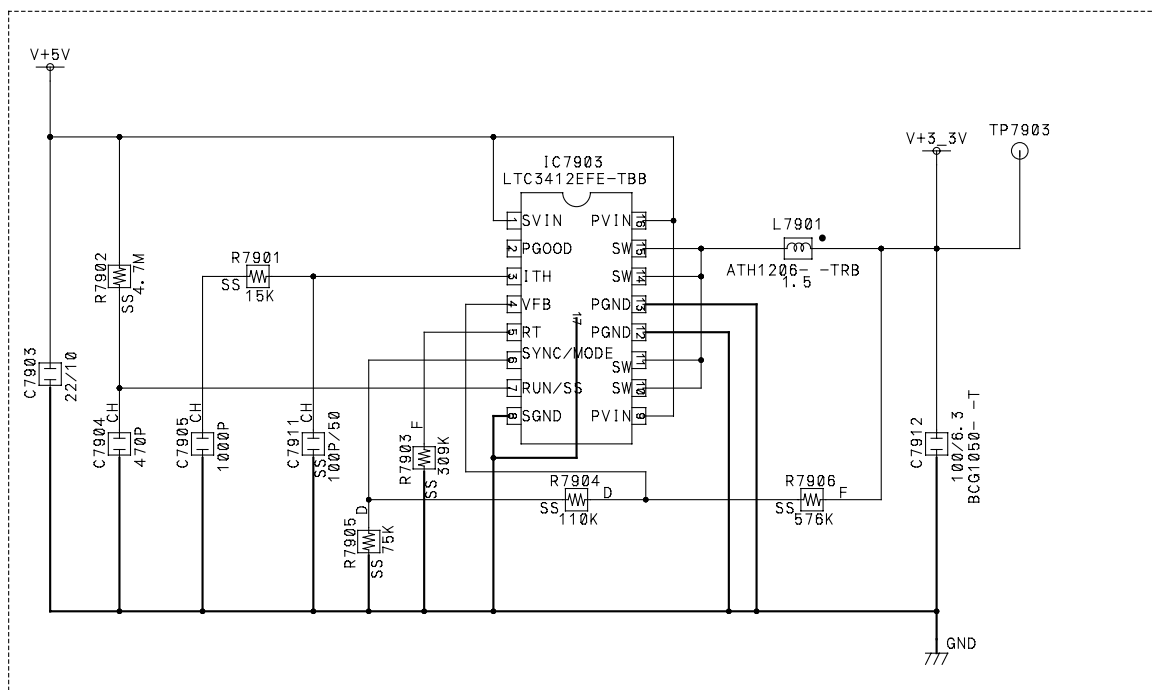 V+5V
V+3_3V
TP7903
IC7903
LTC3412EFE-TBB
1 SVIN PVIN 16
2 PGOOD SW 15
3 ITH SW 14
4 VFB PGND 13
5 RT PGND 12
6 SYNC/MODE SW 11
7 RUN/SS SW 10
8 SGND PVIN 9
17
L7901
ATH1206- -TRB
1.5
R7901
SS
15K
R7902
SS
4.7M
C7903
22/10
C7904
CH
470P
C7905
CH
1000P
C7911
CH
SS
100P/50
R7903
F
SS
309K
R7904
D
SS
110K
R7905
D
SS
75K
R7906
F
SS
576K
C7912
100/6.3
BCG1050- -T
GND